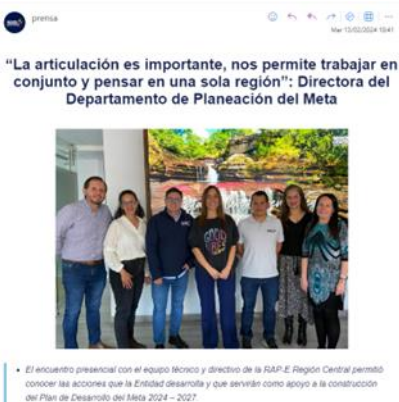 prensa
Mar 13/02/2024 10:41
“La articulación es importante, nos permite trabajar en
conjunto y pensar en una sola región”: Directora del
Departamento de Planeación del Meta
GOOD
• El encuentro presencial con el equipo técnico y directivo de la RAP-E Región Central permitió
conocer las acciones que la Entidad desarrolla y que servirán como apoyo a la construcción
del Plan de Desarrollo del Meta 2024 – 2027.